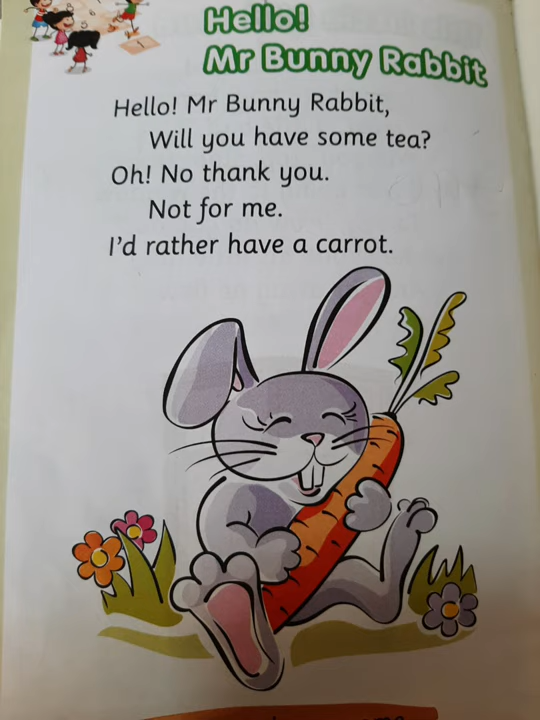 Hello!
Mr Bunny Rabbit
Hello! Mr Bunny Rabbit,
Will you have some tea?
Oh! No thank you.
Not for me.
I'd rather have a carrot.